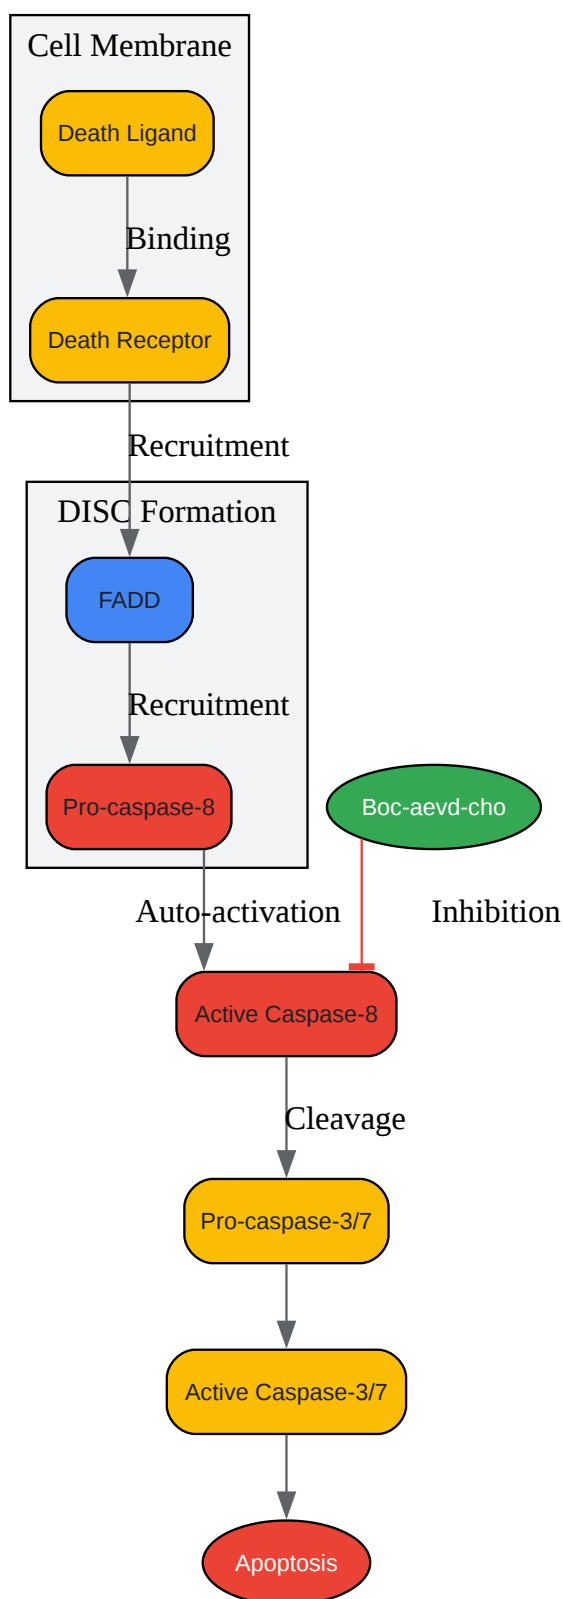 Cell Membrane
Death Ligand
Binding
Death Receptor
Recruitment
DISC Formation
FADD
Recruitment
Pro-caspase-8
Boc-aevd-cho
Auto-activation
Inhibition
Active Caspase-8
Cleavage
Pro-caspase-3/7
Active Caspase-3/7
Apoptosis